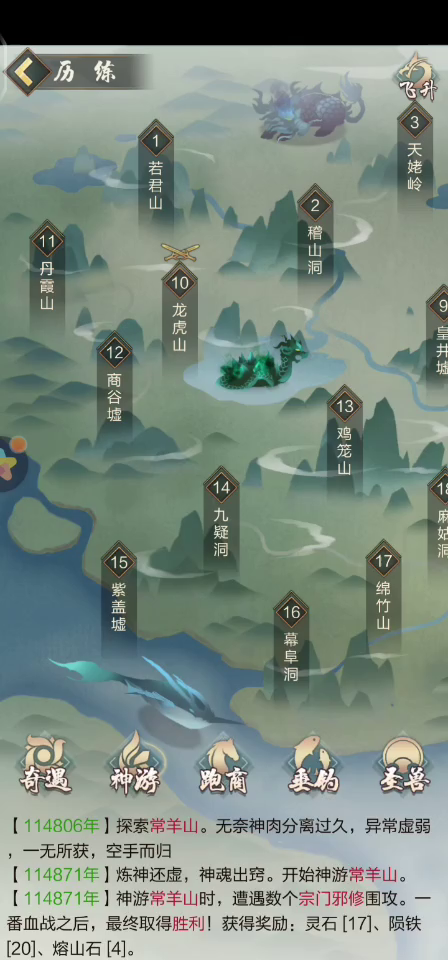 历 练
飞升
1
若君山
2
稽山洞
3
天姥岭
11
丹霞山
10
龙虎山
9
皇井墟
12
商谷墟
13
鸡笼山
14
九疑洞
18
麻姑洞
15
紫盖墟
17
绵竹山
16
幕阜洞
奇遇
神游
跑商
垂钓
圣兽
【114806年】探索常羊山。无奈神肉分离过久，异常虚弱
，一无所获，空手而归
【114871年】炼神还虚，神魂出窍。开始神游常羊山。
【114871年】神游常羊山时，遭遇数个宗门邪修围攻。一
番血战之后，最终取得胜利！获得奖励：灵石 [17]、陨铁
[20]、熔山石 [4]。